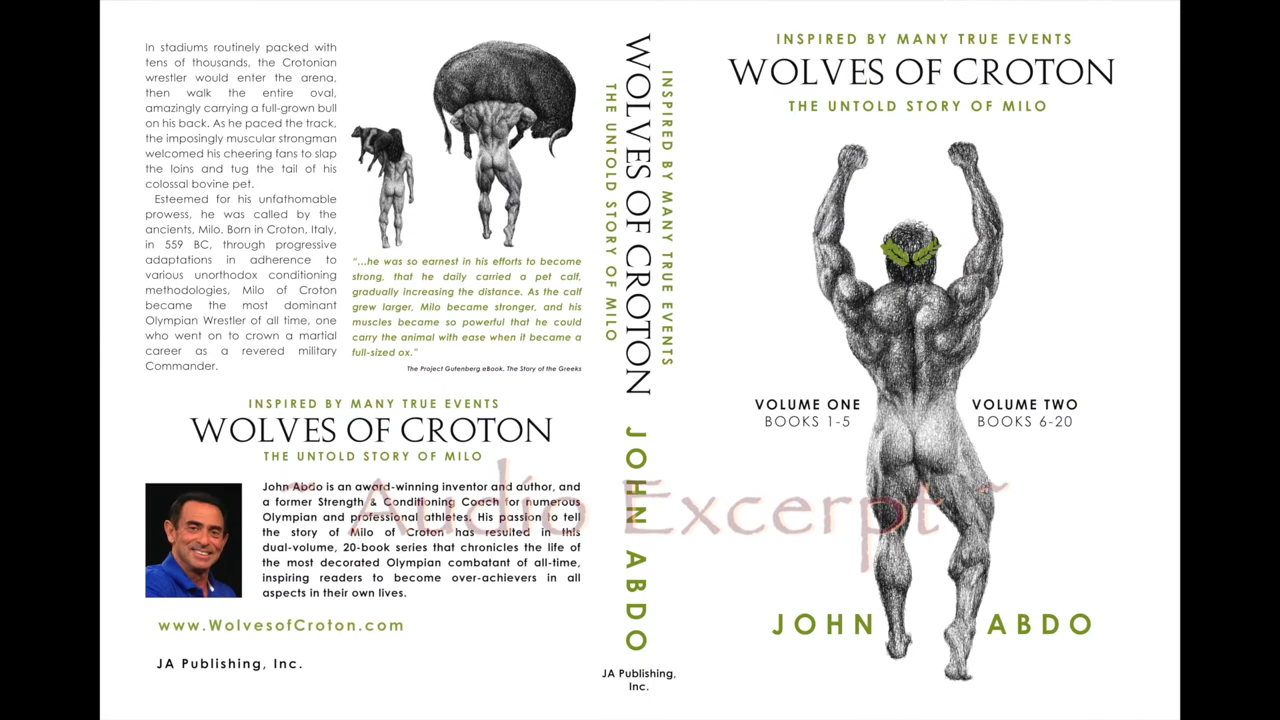 In stadiums routinely packed with
tens of thousands, the Crotonian
wrestler would enter the arena,
then walk the entire oval,
amazingly carrying a full-grown bull
on his back. As he paced the track,
the imposingly muscular strongman
welcomed his cheering fans to slap
the loins and tug the tail of his
colossal bovine pet.
Esteemed for his unfathomable
prowess, he was called by the
ancients, Milo. Born in Croton, Italy,
in 559 BC, through progressive
adaptations in adherence to
various unorthodox conditioning
methodologies, Milo of Croton
became the most dominant
Olympian Wrestler of all time, one
who went on to crown a martial
career as a revered military
Commander.
"...he was so earnest in his efforts to become
strong, that he daily carried a pet calf,
gradually increasing the distance. As the calf
grew larger, Milo became stronger, and his
muscles became so powerful that he could
carry the animal with ease when it became a
full-sized ox."
The Project Gutenberg eBook, The Story of the Greeks
INSPIRED BY MANY TRUE EVENTS
WOLVES OF CROTON
THE UNTOLD STORY OF MILO
John Abdo is an award-winning inventor and author, and
a former Strength & Conditioning Coach for numerous
Olympian and professional athletes. His passion to tell
the story of Milo of Croton has resulted in this
dual-volume, 20-book series that chronicles the life of
the most decorated Olympian combatant of all-time,
inspiring readers to become over-achievers in all
aspects in their own lives.
www.WolvesofCroton.com
JA Publishing, Inc.
INSPIRED BY MANY TRUE EVENTS
WOLVES OF CROTON
THE UNTOLD STORY OF MILO
JOHN ABDO
JA Publishing,
Inc.
INSPIRED BY MANY TRUE EVENTS
WOLVES OF CROTON
THE UNTOLD STORY OF MILO
VOLUME ONE
BOOKS 1-5
VOLUME TWO
BOOKS 6-20
~ Audio Excerpt ~
JOHN ABDO